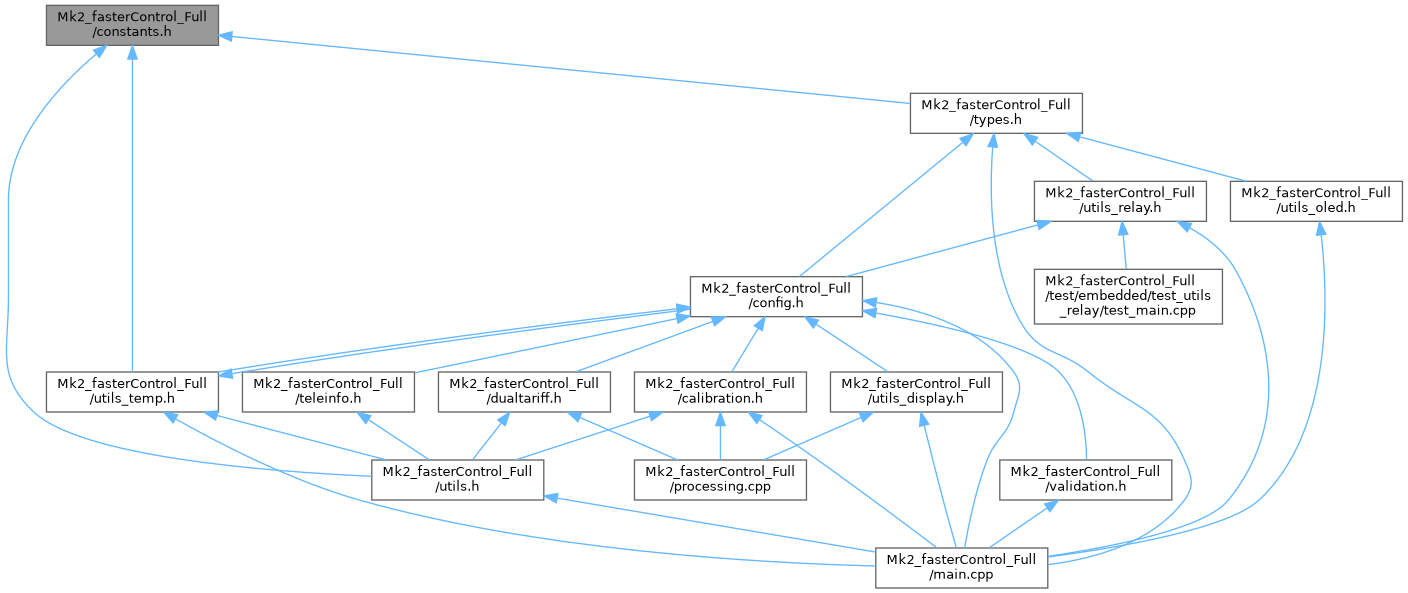 Mk2_fasterControl_Full
/constants.h
Mk2_fasterControl_Full
/types.h
Mk2_fasterControl_Full
/utils_relay.h
Mk2_fasterControl_Full
/utils_oled.h
Mk2_fasterControl_Full
/config.h
Mk2_fasterControl_Full
/test/embedded/test_utils
_relay/test_main.cpp
Mk2_fasterControl_Full
/utils_temp.h
Mk2_fasterControl_Full
/teleinfo.h
Mk2_fasterControl_Full
/dualtariff.h
Mk2_fasterControl_Full
/calibration.h
Mk2_fasterControl_Full
/utils_display.h
Mk2_fasterControl_Full
/utils.h
Mk2_fasterControl_Full
/processing.cpp
Mk2_fasterControl_Full
/validation.h
Mk2_fasterControl_Full
/main.cpp